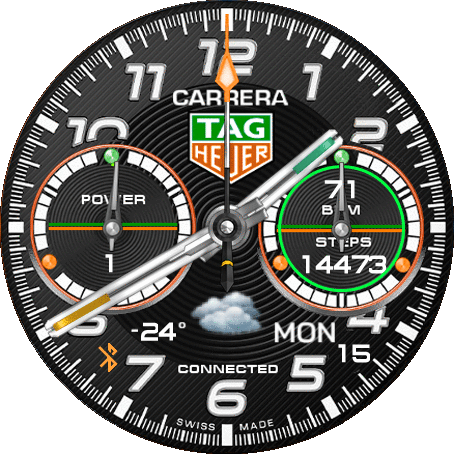 12
11 1
CARRERA
TAG
HEUER
10 2
POWER
1
71
BPM
STEPS
14473
8 4
-24°
MON
15
7 5
CONNECTED
6
SWISS MADE